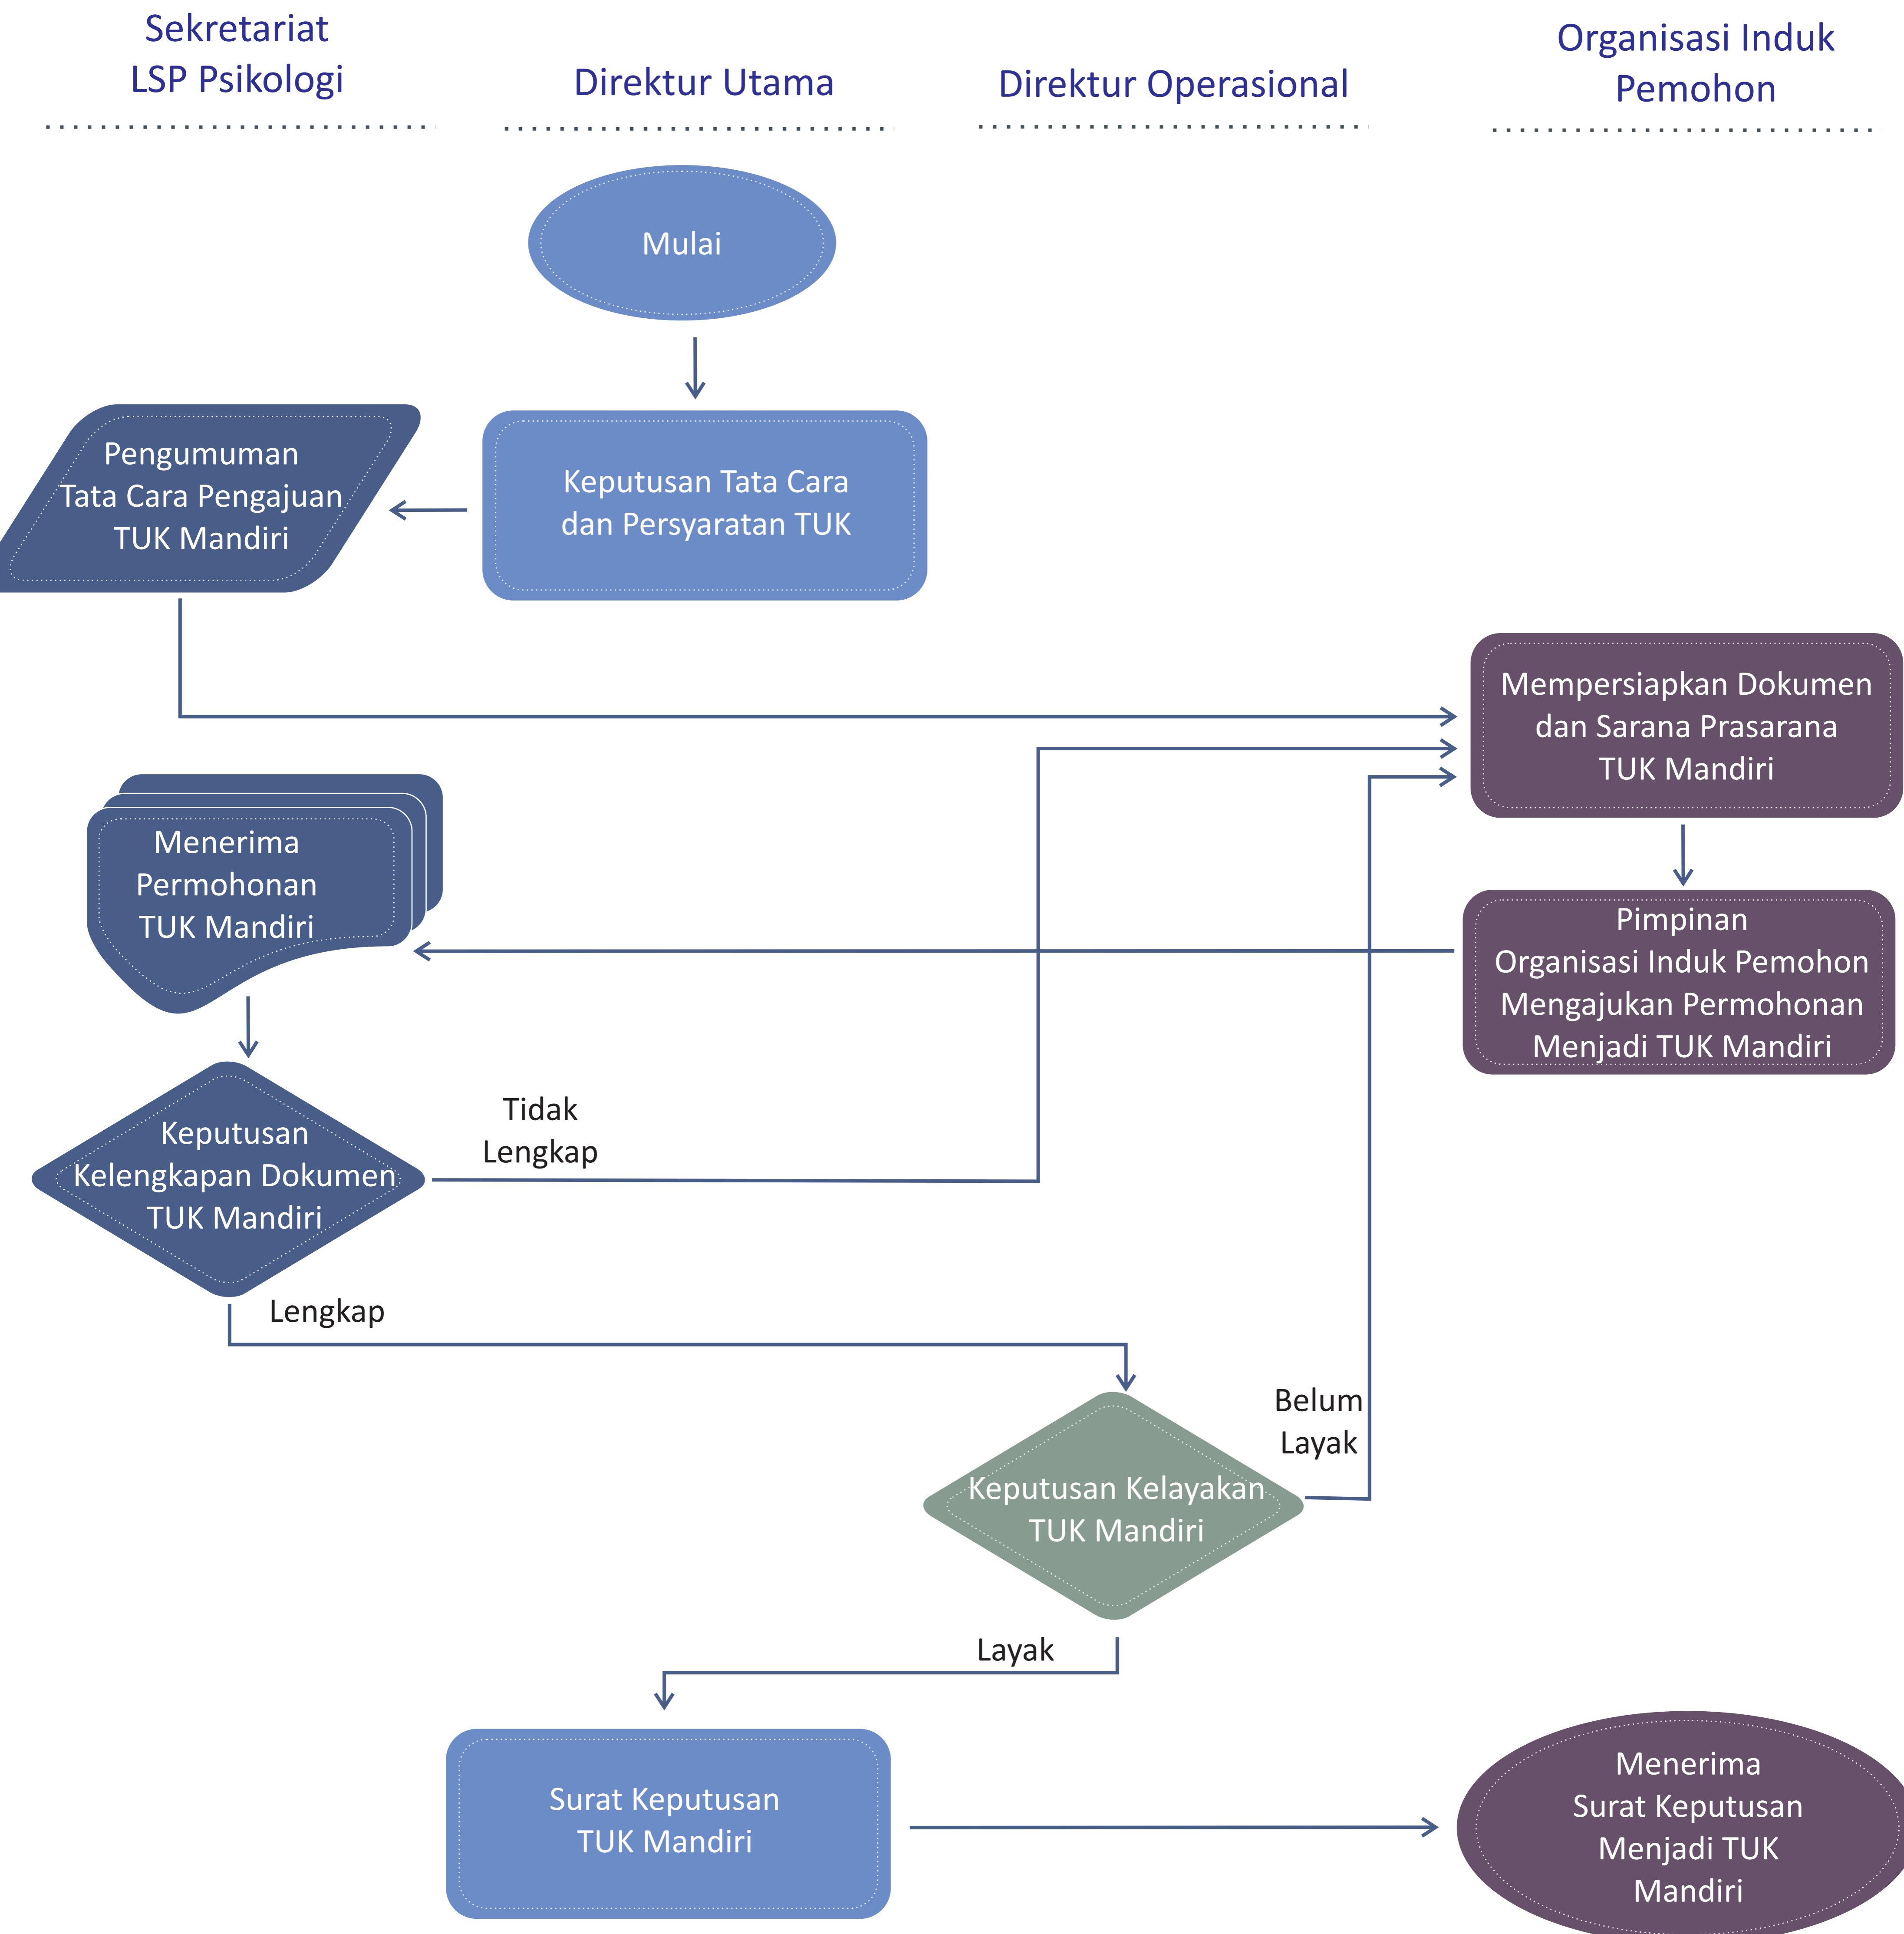 Sekretariat
LSP Psikologi
Direktur Utama
Direktur Operasional
Organisasi Induk
Pemohon
Mulai
Pengumuman
Tata Cara Pengajuan
TUK Mandiri
Keputusan Tata Cara
dan Persyaratan TUK
Mempersiapkan Dokumen
dan Sarana Prasarana
TUK Mandiri
Menerima
Permohonan
TUK Mandiri
Pimpinan
Organisasi Induk Pemohon
Mengajukan Permohonan
Menjadi TUK Mandiri
Keputusan
Kelengkapan Dokumen
TUK Mandiri
Tidak
Lengkap
Lengkap
Belum
Layak
Keputusan Kelayakan
TUK Mandiri
Layak
Surat Keputusan
TUK Mandiri
Menerima
Surat Keputusan
Menjadi TUK
Mandiri